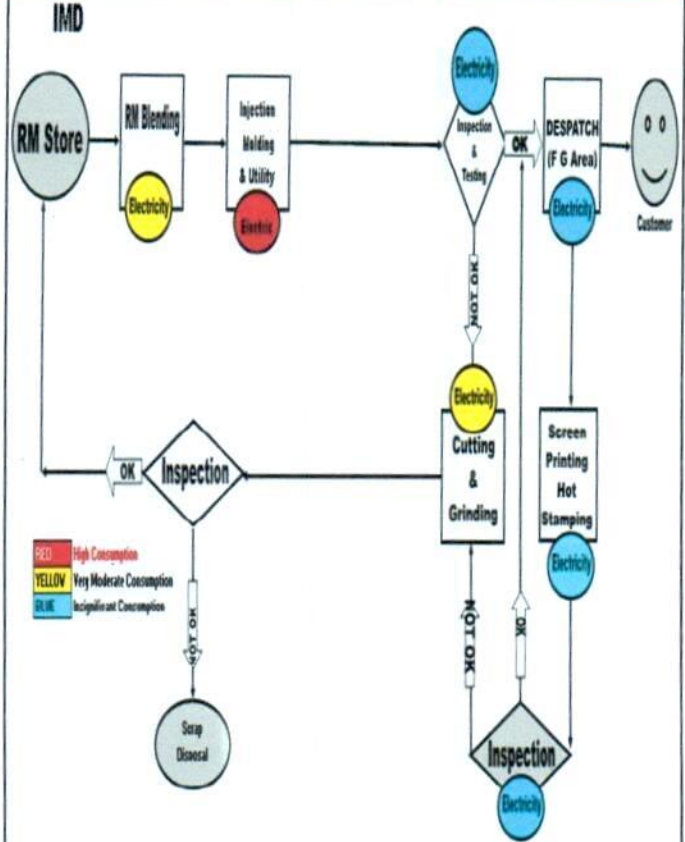 IMD
RM Store
RM Blending
Electricity
Injection
Molding
& Utility
Electric
Electricity
Inspection
&
Testing
OK
DESPATCH
(F G Area)
Electricity
Customer
NOT OK
Electricity
Cutting
&
Grinding
Screen
Printing
Hot
Stamping
Electricity
OK
Inspection
RED High Consumption
YELLOW Very Moderate Consumption
BLUE Insignificant Consumption
NOT OK
NOT OK
OK
Scrap
Disposal
Inspection
Electricity